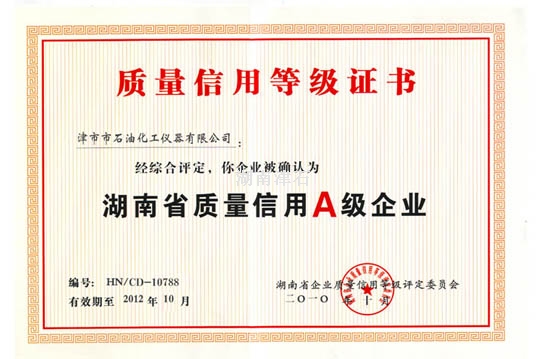 质量信用等级证书
津市市石油化工仪器有限公司：
经综合评定，你企业被确认为
湖南津石
湖南省质量信用A级企业
编号：HN/CD-10788
有效期至 2012 年 10 月
湖南省企业质量信用等级评定委员会
二〇一〇年十月